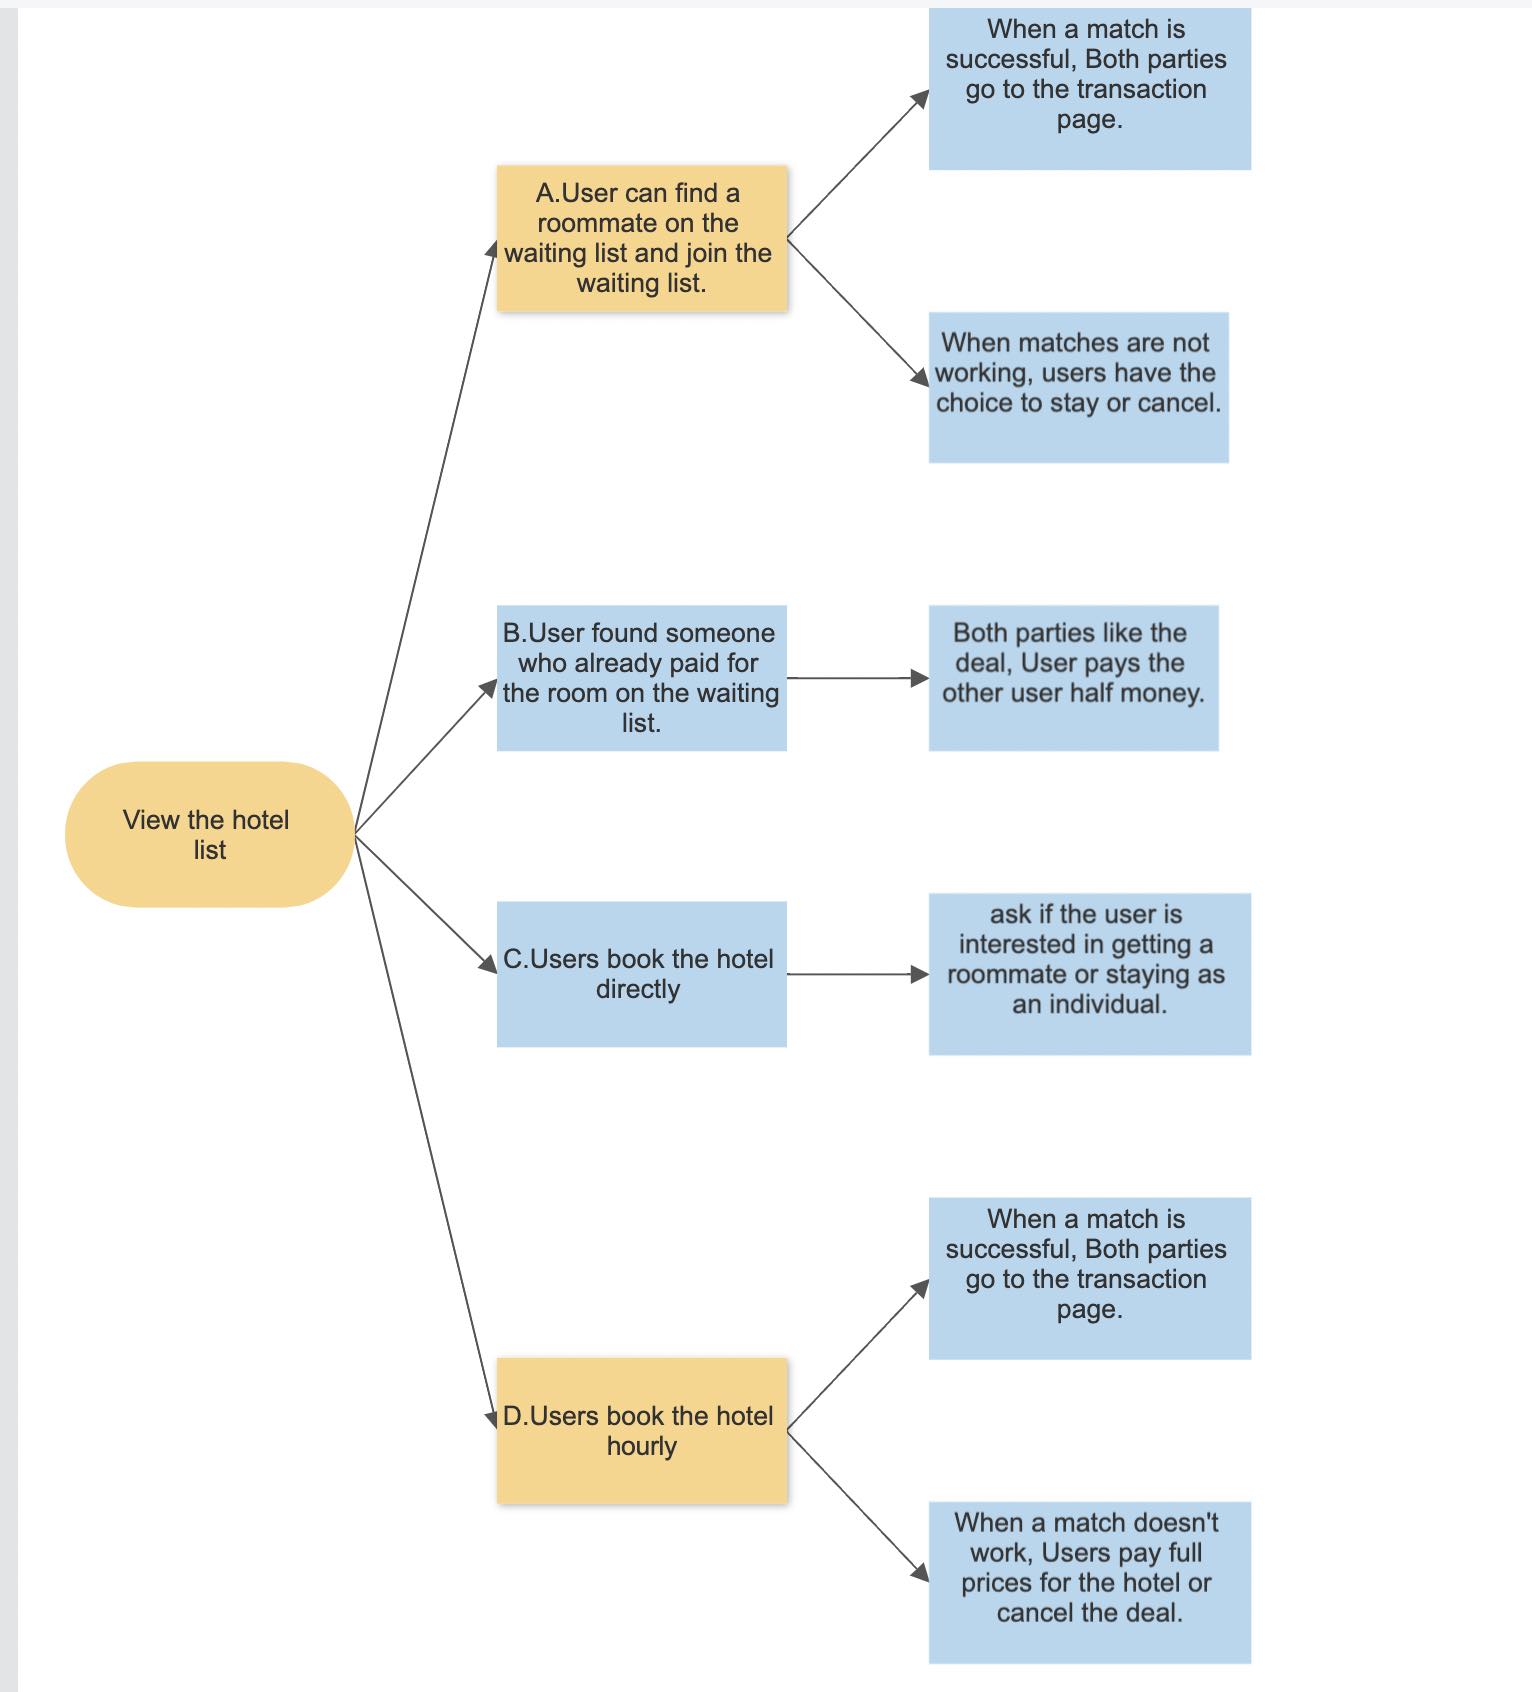 When a match is
successful, Both parties
go to the transaction
page.
A.User can find a
roommate on the
waiting list and join the
waiting list.
When matches are not
working, users have the
choice to stay or cancel.
B.User found someone
who already paid for
the room on the waiting
list.
Both parties like the
deal, User pays the
other user half money.
View the hotel
list
C.Users book the hotel
directly
ask if the user is
interested in getting a
roommate or staying as
an individual.
When a match is
successful, Both parties
go to the transaction
page.
D.Users book the hotel
hourly
When a match doesn't
work, Users pay full
prices for the hotel or
cancel the deal.